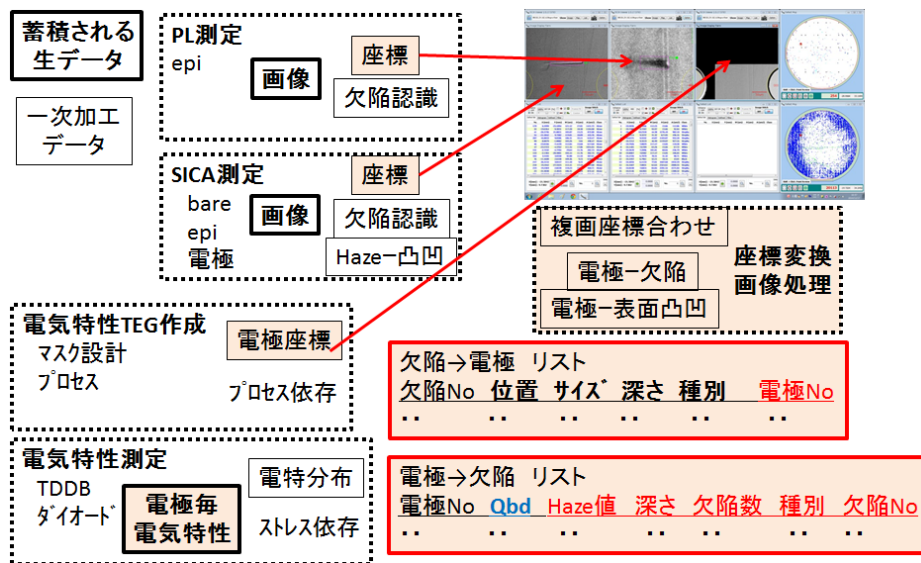 蓄積される
生データ
一次加工
データ
PL測定
epi
画像
座標
欠陥認識
SICA測定
bare
epi
電極
画像
座標
欠陥認識
Hazeー凸凹
複画座標合わせ
電極ー欠陥
電極ー表面凸凹
座標変換
画像処理
電気特性TEG作成
マスク設計
プロセス
電極座標
プロセス依存
欠陥→電極 リスト
欠陥No 位置 サイズ 深さ 種別 電極No
‥ ‥ ‥ ‥ ‥ ‥
電気特性測定
TDDB
ダイオード
電極毎
電気特性
電特分布
ストレス依存
電極→欠陥 リスト
電極No Qbd Haze値 深さ 欠陥数 種別 欠陥No
‥ ‥ ‥ ‥ ‥ ‥ ‥